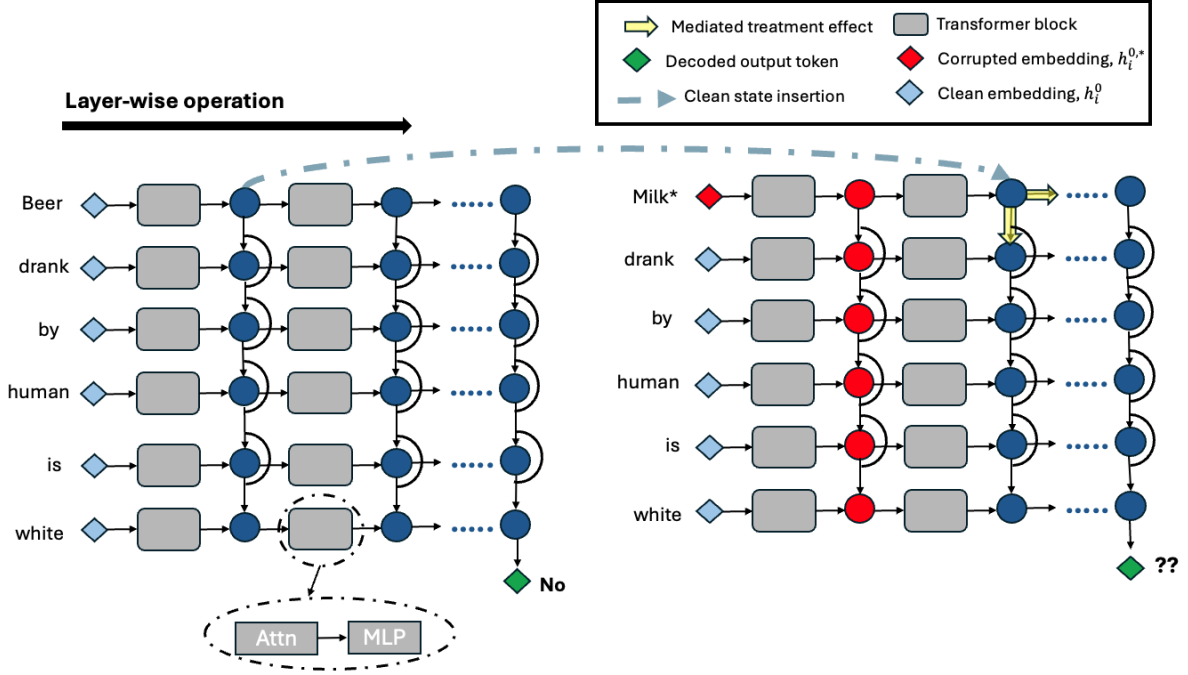 Mediated treatment effect
Transformer block
Decoded output token
Corrupted embedding, $h_i^{0,*}$
Clean state insertion
Clean embedding, $h_i^0$
Layer-wise operation
Beer
drank
by
human
is
white
No
Attn
MLP
Milk*
drank
by
human
is
white
??